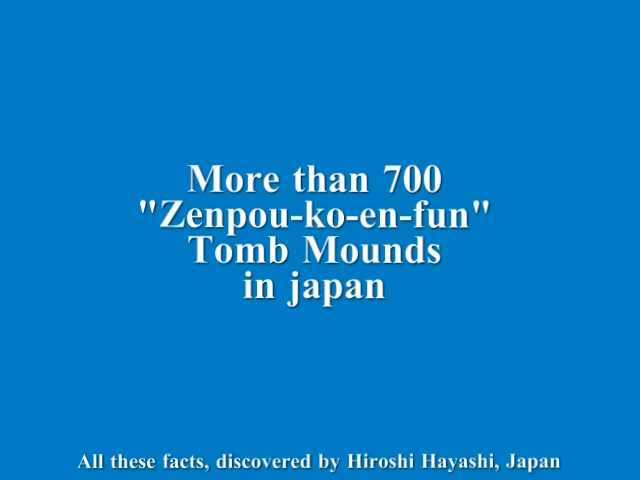 More than 700
"Zenpou-ko-en-fun"
Tomb Mounds
in japan
All these facts, discovered by Hiroshi Hayashi, Japan